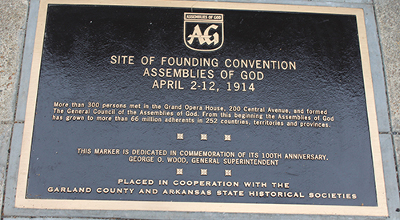 ASSEMBLIES OF GOD
AG
SITE OF FOUNDING CONVENTION
ASSEMBLIES OF GOD
APRIL 2-12, 1914
More than 300 persons met in the Grand Opera House, 200 Central Avenue, and formed
The General Council of the Assemblies of God. From this beginning the Assemblies of God
has grown to more than 66 million adherents in 252 countries, territories and provinces.
THIS MARKER IS DEDICATED IN COMMEMORATION OF ITS 100TH ANNNERSARY.
GEORGE O. WOOD, GENERAL SUPERINTENDENT
PLACED IN COOPERATION WITH THE
GARLAND COUNTY AND ARKANSAS STATE HISTORICAL SOCIETIES